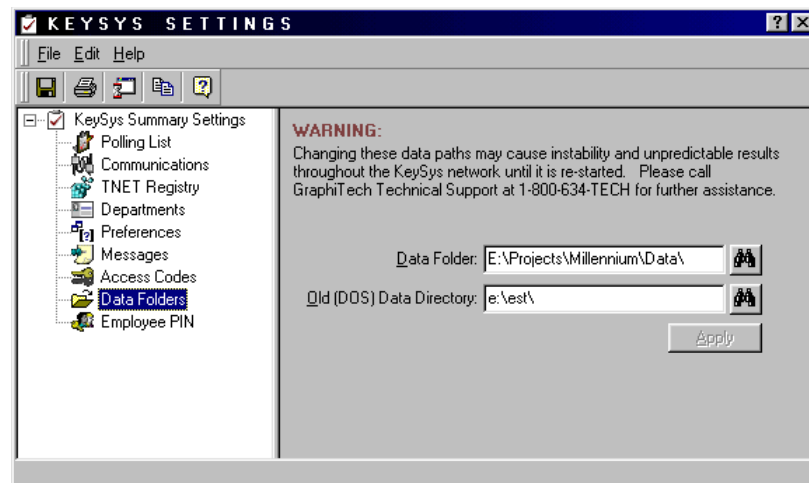 KEYSYS SETTINGS
File Edit Help
KeySys Summary Settings
Polling List
Communications
TNET Registry
Departments
Preferences
Messages
Access Codes
Data Folders
Employee PIN
WARNING:
Changing these data paths may cause instability and unpredictable results
throughout the KeySys network until it is re-started. Please call
GraphiTech Technical Support at 1-800-634-TECH for further assistance.
Data Folder: E:\Projects\Millennium\Data\
Old (DOS) Data Directory: e:\est\
Apply